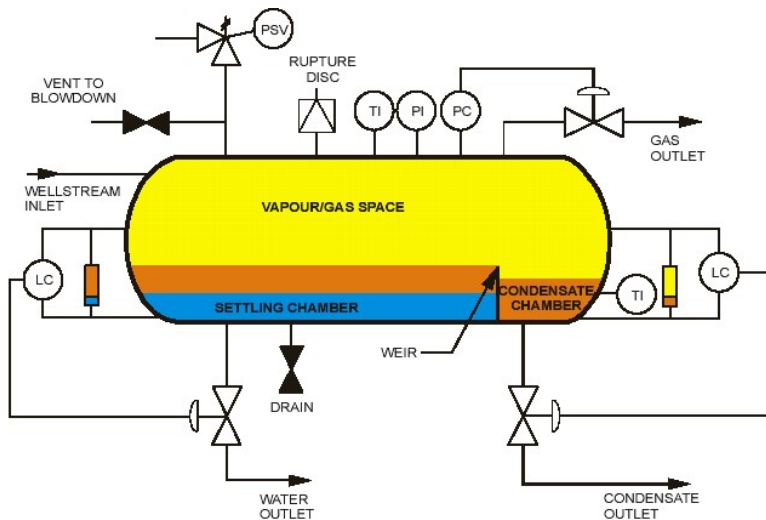 PSV
RUPTURE
DISC
VENT TO
BLOWDOWN
TI
PI
PC
GAS
OUTLET
WELLSTREAM
INLET
VAPOUR/GAS SPACE
LC
CONDENSATE
CHAMBER
TI
LC
SETTLING CHAMBER
WEIR
DRAIN
WATER
OUTLET
CONDENSATE
OUTLET